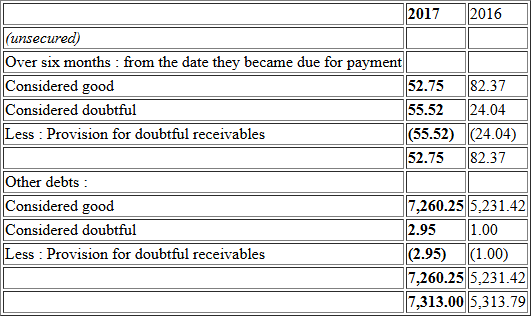 2017 2016
(unsecured)
Over six months : from the date they became due for payment
Considered good 52.75 82.37
Considered doubtful 55.52 24.04
Less : Provision for doubtful receivables (55.52) (24.04)
52.75 82.37
Other debts :
Considered good 7,260.25 5,231.42
Considered doubtful 2.95 1.00
Less : Provision for doubtful receivables (2.95) (1.00)
7,260.25 5,231.42
7,313.00 5,313.79